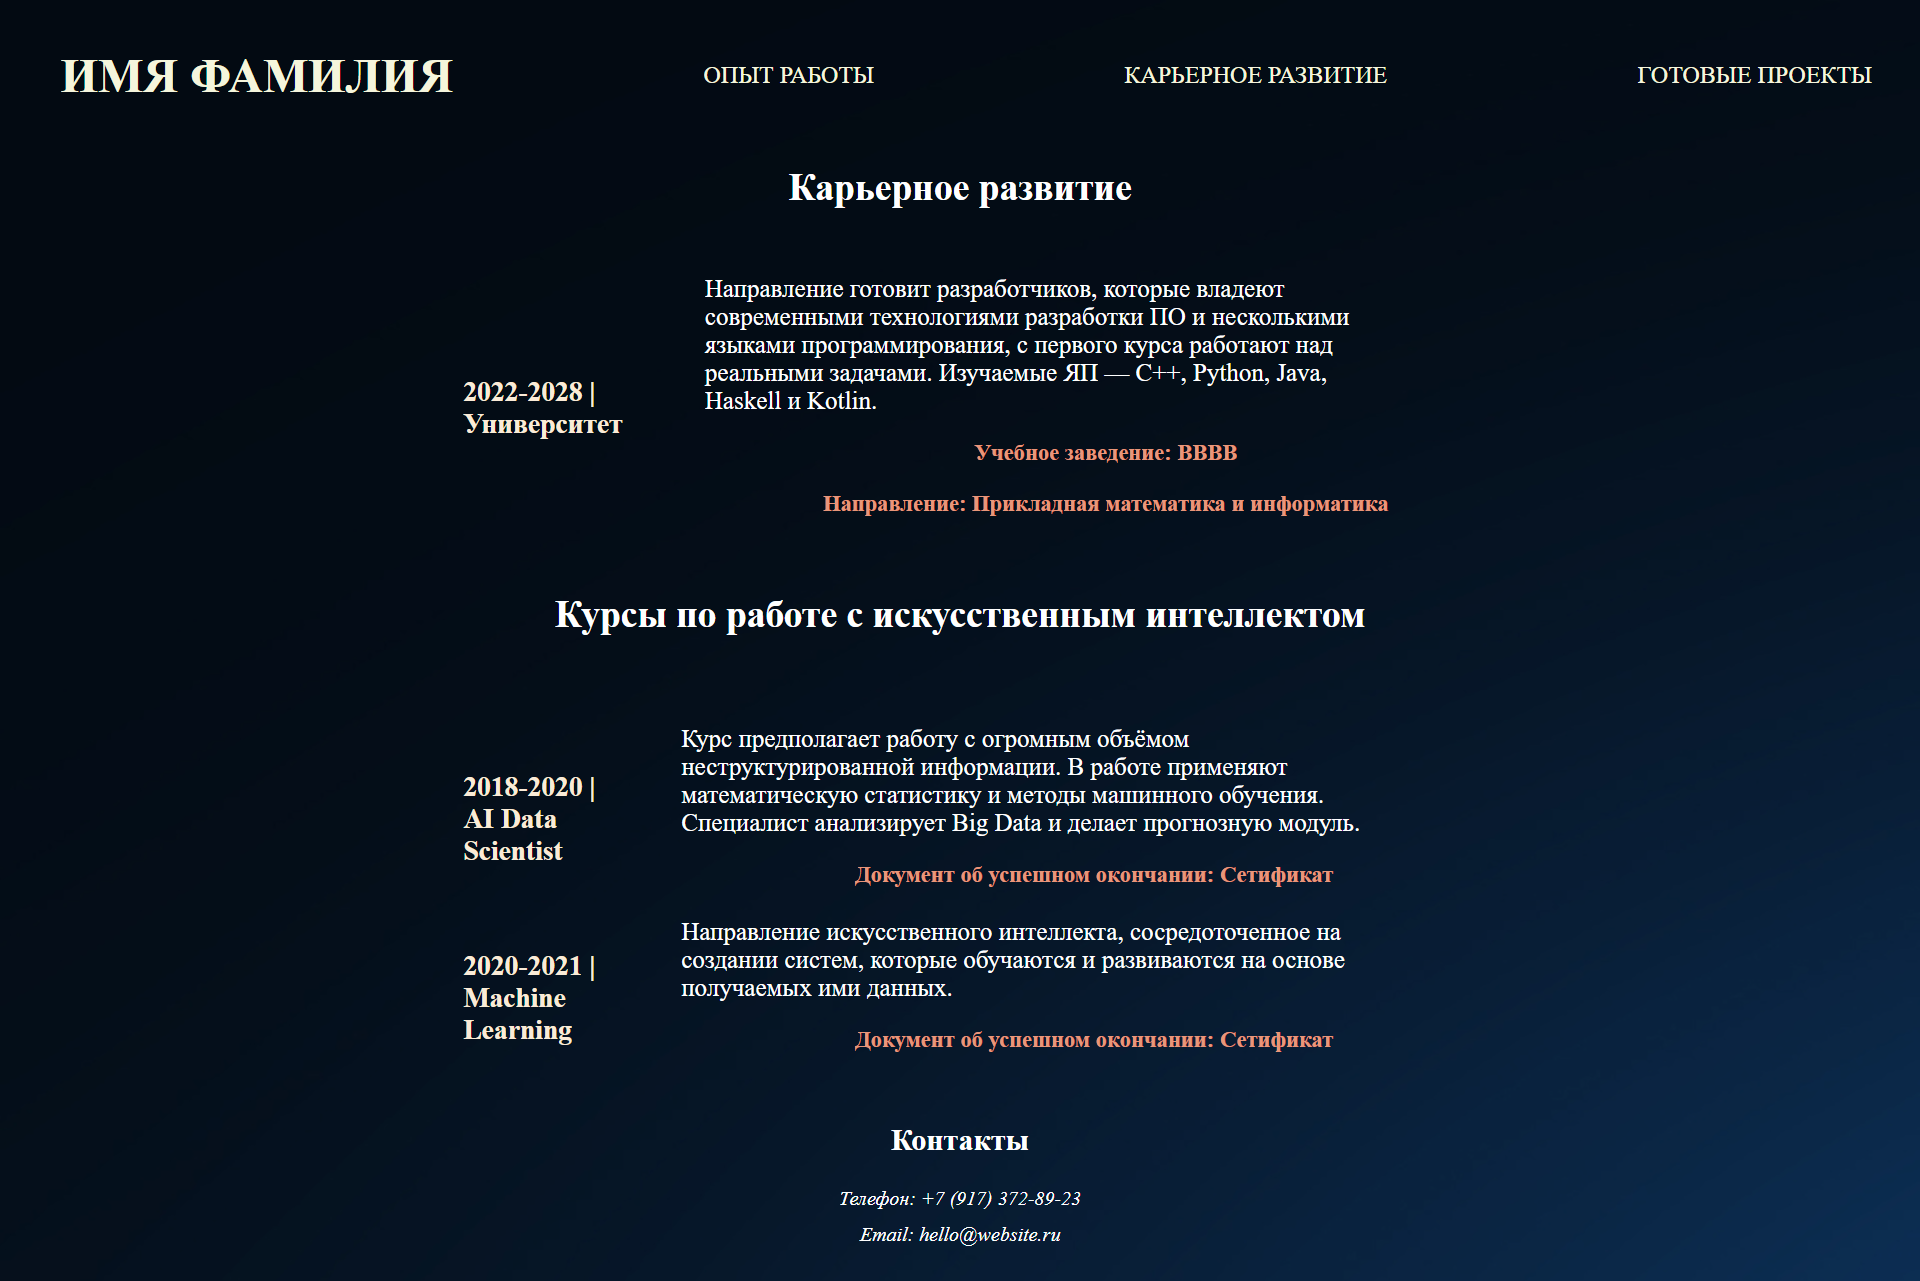 ИМЯ ФАМИЛИЯ
ОПЫТ РАБОТЫ
КАРЬЕРНОЕ РАЗВИТИЕ
ГОТОВЫЕ ПРОЕКТЫ
Карьерное развитие
2022-2028 |
Университет
Направление готовит разработчиков, которые владеют
современными технологиями разработки ПО и несколькими
языками программирования, с первого курса работают над
реальными задачами. Изучаемые ЯП — C++, Python, Java,
Haskell и Kotlin.
Учебное заведение: ВВВВ
Направление: Прикладная математика и информатика
Курсы по работе с искусственным интеллектом
2018-2020 |
AI Data
Scientist
Курс предполагает работу с огромным объёмом
неструктурированной информации. В работе применяют
математическую статистику и методы машинного обучения.
Специалист анализирует Big Data и делает прогнозную модуль.
Документ об успешном окончании: Сетификат
2020-2021 |
Machine
Learning
Направление искусственного интеллекта, сосредоточенное на
создании систем, которые обучаются и развиваются на основе
получаемых ими данных.
Документ об успешном окончании: Сетификат
Контакты
Телефон: +7 (917) 372-89-23
Email: hello@website.ru